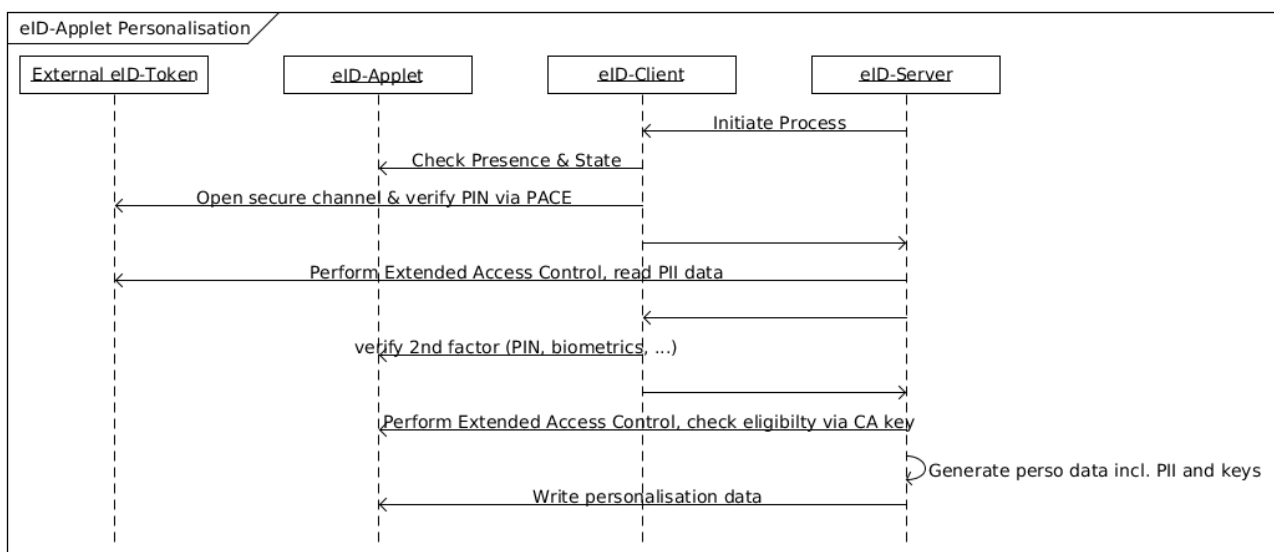 eID-Applet Personalisation
External eID-Token
eID-Applet
eID-Client
eID-Server
Initiate Process
Check Presence & State
Open secure channel & verify PIN via PACE
Perform Extended Access Control, read PII data
verify 2nd factor (PIN, biometrics, ...)
Perform Extended Access Control, check eligibilty via CA key
Generate perso data incl. PII and keys
Write personalisation data